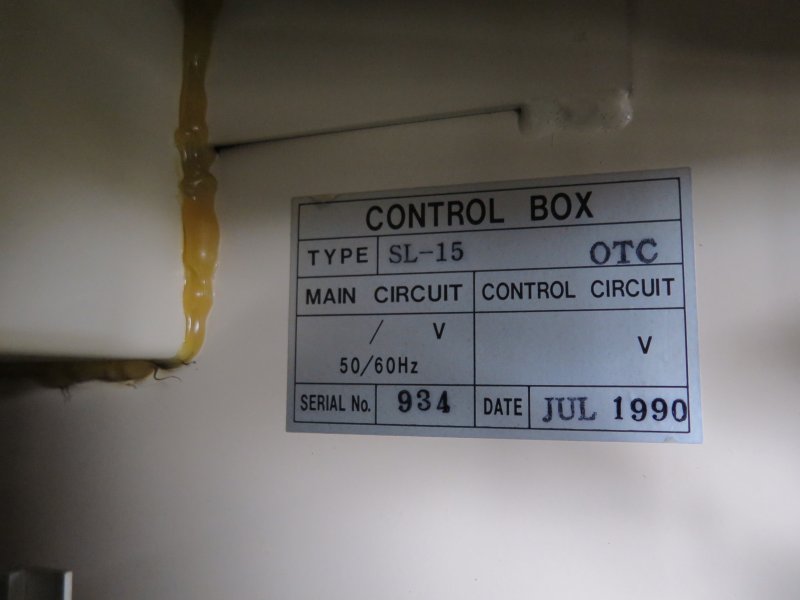 CONTROL BOX
TYPE SL-15 OTC
MAIN CIRCUIT CONTROL CIRCUIT
/ V V
50/60Hz
SERIAL No. 934 DATE JUL 1990